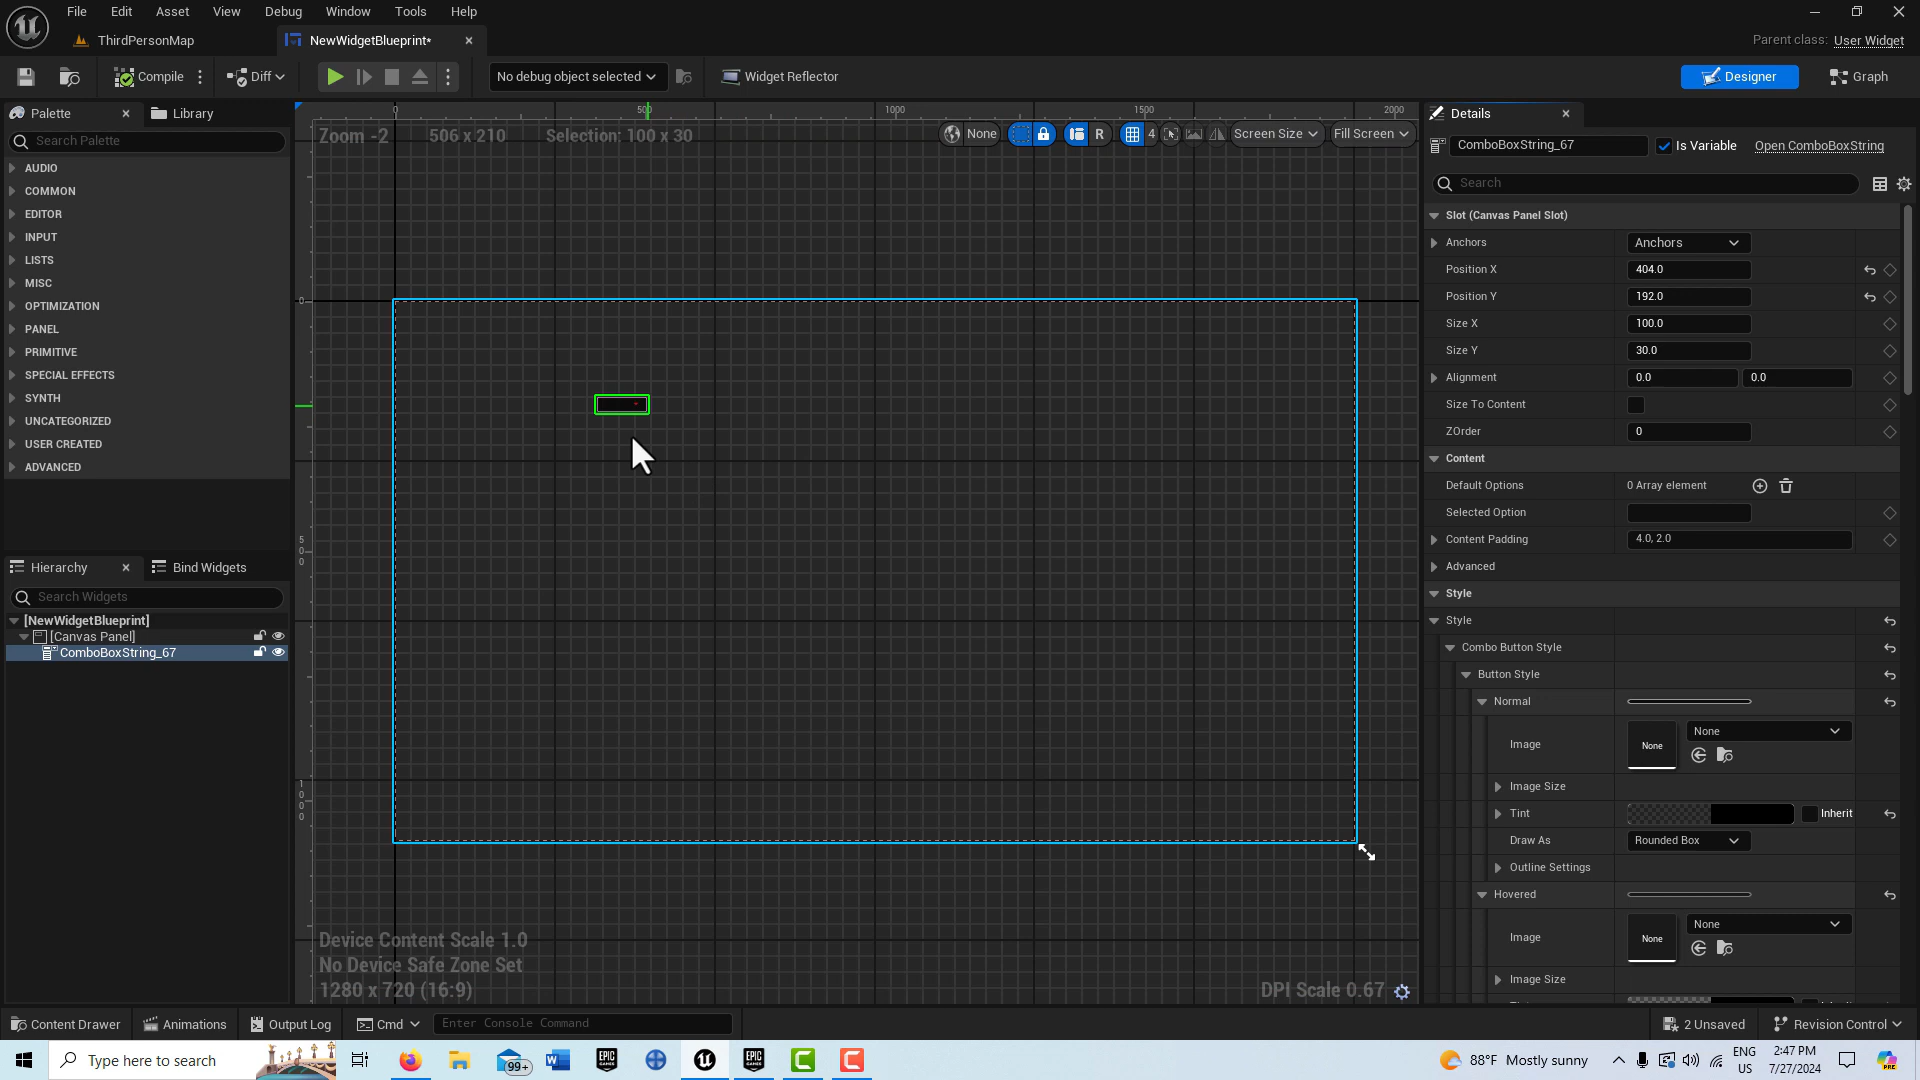 File Edit Asset View Debug Window Tools Help
ThirdPersonMap
NewWidgetBlueprint*
Parent class: User Widget
Compile
Diff
No debug object selected
Widget Reflector
Designer
Graph
Palette
Library
Search Palette
AUDIO
COMMON
EDITOR
INPUT
LISTS
MISC
OPTIMIZATION
PANEL
PRIMITIVE
SPECIAL EFFECTS
SYNTH
UNCATEGORIZED
USER CREATED
ADVANCED
Hierarchy
Bind Widgets
Search Widgets
[NewWidgetBlueprint]
[Canvas Panel]
ComboBoxString_67
0 500 1000 1500 2000
Zoom -2
506 x 210
Selection: 100 x 30
None
R
4
Screen Size
Fill Screen
0
500
1000
Device Content Scale 1.0
No Device Safe Zone Set
1280 x 720 (16:9)
DPI Scale 0.67
Details
ComboBoxString_67
Is Variable
Open ComboBoxString
Search
Slot (Canvas Panel Slot)
Anchors Anchors
Position X 404.0
Position Y 192.0
Size X 100.0
Size Y 30.0
Alignment 0.0 0.0
Size To Content
ZOrder 0
Content
Default Options 0 Array element
Selected Option
Content Padding 4.0, 2.0
Advanced
Style
Style
Combo Button Style
Button Style
Normal
Image None None
Image Size
Tint Inherit
Draw As Rounded Box
Outline Settings
Hovered
Image None None
Image Size
Content Drawer
Animations
Output Log
Cmd
Enter Console Command
2 Unsaved
Revision Control
Type here to search
99+
88°F Mostly sunny
ENG
US
2:47 PM
7/27/2024